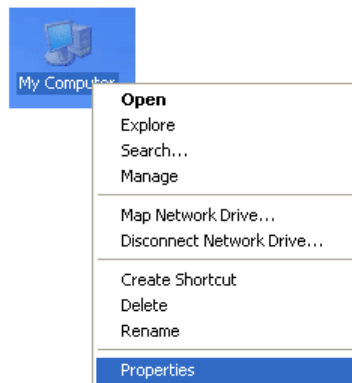 My Computer
Open
Explore
Search...
Manage
Map Network Drive...
Disconnect Network Drive...
Create Shortcut
Delete
Rename
Properties